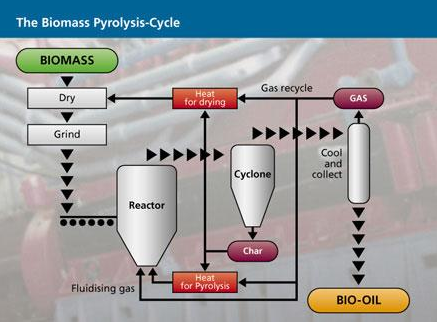 The Biomass Pyrolysis-Cycle
BIOMASS
Dry
Heat
for drying
Gas recycle
GAS
Grind
Cool
and
collect
Cyclone
Reactor
Char
Heat
for Pyrolysis
Fluidising gas
BIO-OIL